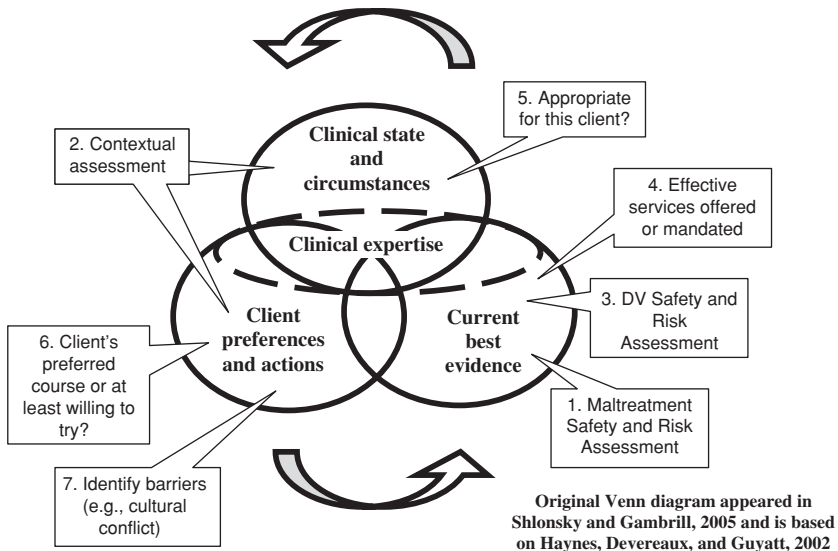 5. Appropriate
for this client?
2. Contextual
assessment
Clinical state
and
circumstances
4. Effective
services offered
or mandated
Clinical expertise
3. DV Safety and
Risk
Assessment
Client
preferences
and actions
Current
best
evidence
6. Client's
preferred
course or at
least willing to
try?
1. Maltreatment
Safety and Risk
Assessment
7. Identify barriers
(e.g., cultural
conflict)
Original Venn diagram appeared in
Shlonsky and Gambrill, 2005 and is based
on Haynes, Devereaux, and Guyatt, 2002